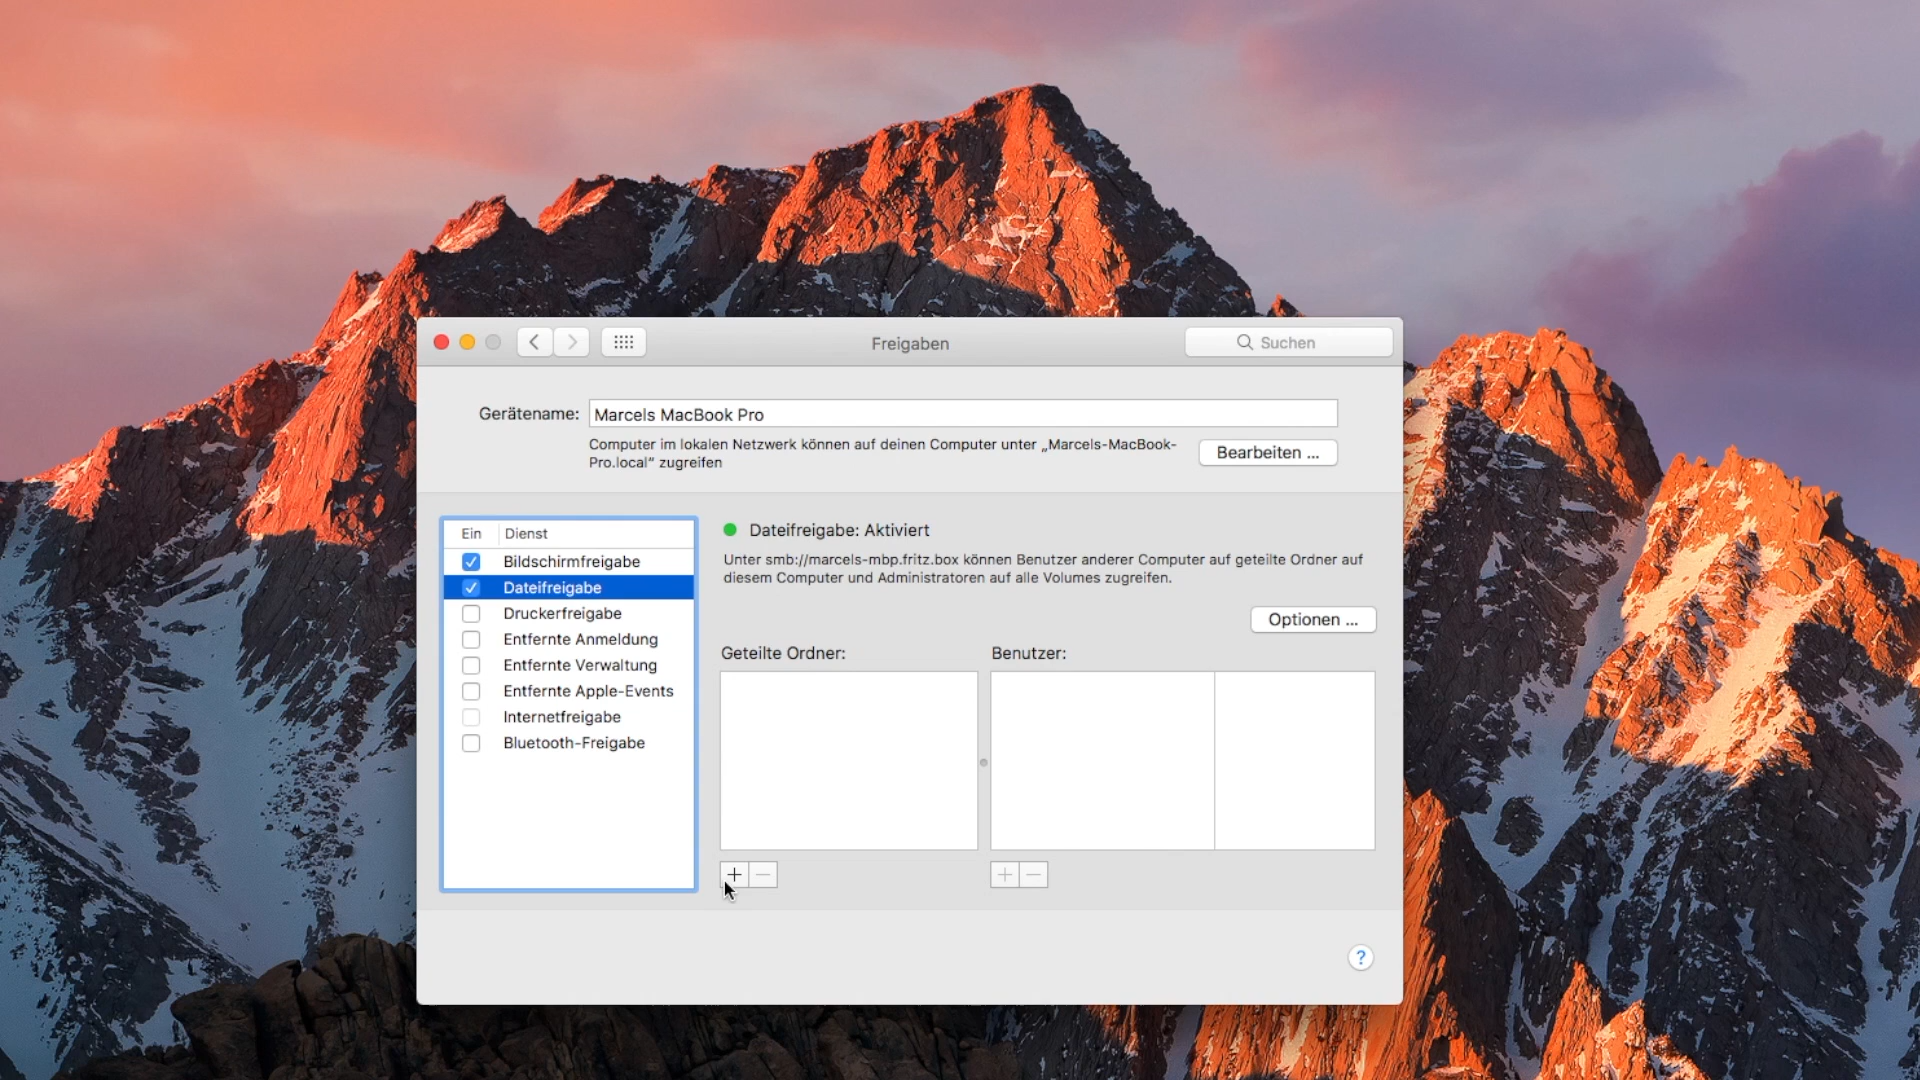 Freigaben
Suchen
Gerätename: Marcels MacBook Pro
Computer im lokalen Netzwerk können auf deinen Computer unter „Marcels-MacBook-
Pro.local“ zugreifen
Bearbeiten ...
Ein Dienst
Bildschirmfreigabe
Dateifreigabe
Druckerfreigabe
Entfernte Anmeldung
Entfernte Verwaltung
Entfernte Apple-Events
Internetfreigabe
Bluetooth-Freigabe
Dateifreigabe: Aktiviert
Unter smb://marcels-mbp.fritz.box können Benutzer anderer Computer auf geteilte Ordner auf
diesem Computer und Administratoren auf alle Volumes zugreifen.
Optionen ...
Geteilte Ordner:
Benutzer:
+ −
+ −
?